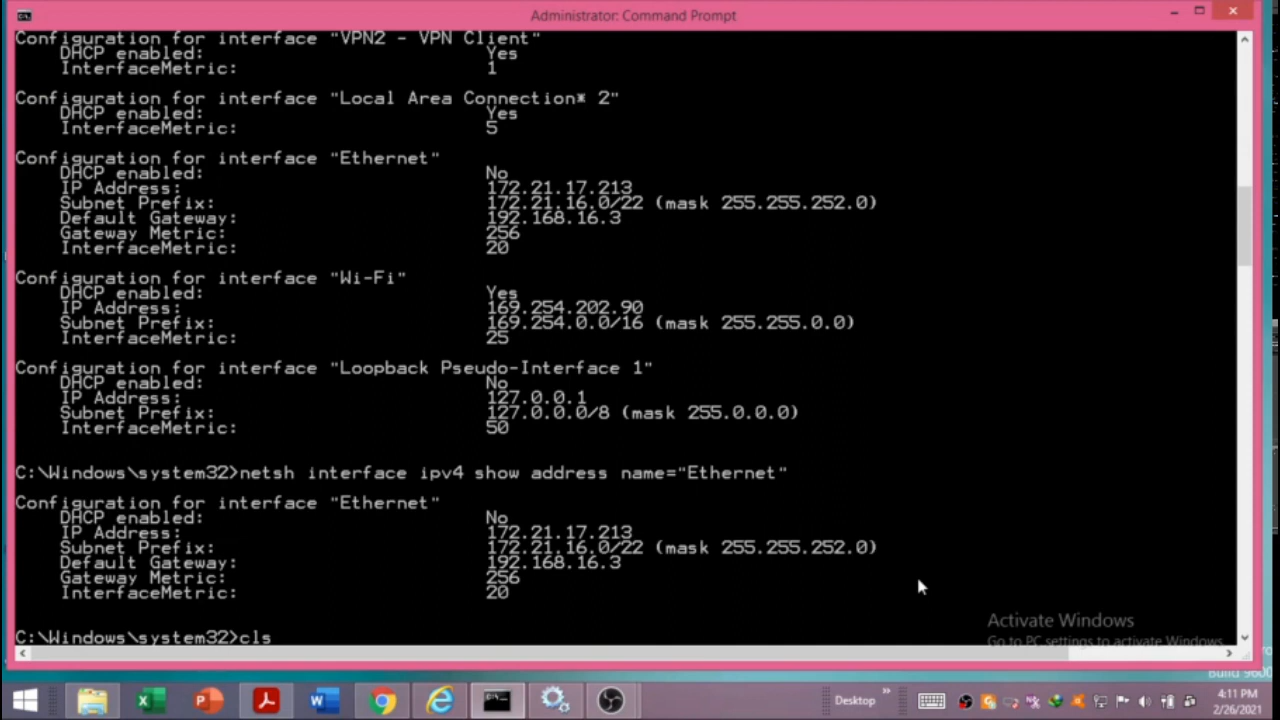 Administrator: Command Prompt
Configuration for interface "VPN2 - VPN Client"
DHCP enabled: Yes
InterfaceMetric: 1
Configuration for interface "Local Area Connection* 2"
DHCP enabled: Yes
InterfaceMetric: 5
Configuration for interface "Ethernet"
DHCP enabled: No
IP Address: 172.21.17.213
Subnet Prefix: 172.21.16.0/22 (mask 255.255.252.0)
Default Gateway: 192.168.16.3
Gateway Metric: 256
InterfaceMetric: 20
Configuration for interface "Wi-Fi"
DHCP enabled: Yes
IP Address: 169.254.202.90
Subnet Prefix: 169.254.0.0/16 (mask 255.255.0.0)
InterfaceMetric: 25
Configuration for interface "Loopback Pseudo-Interface 1"
DHCP enabled: No
IP Address: 127.0.0.1
Subnet Prefix: 127.0.0.0/8 (mask 255.0.0.0)
InterfaceMetric: 50
C:\Windows\system32>netsh interface ipv4 show address name="Ethernet"
Configuration for interface "Ethernet"
DHCP enabled: No
IP Address: 172.21.17.213
Subnet Prefix: 172.21.16.0/22 (mask 255.255.252.0)
Default Gateway: 192.168.16.3
Gateway Metric: 256
InterfaceMetric: 20
C:\Windows\system32>cls
Activate Windows
Go to PC settings to activate Windows.
Build 9600
Desktop
4:11 PM
2/26/2021